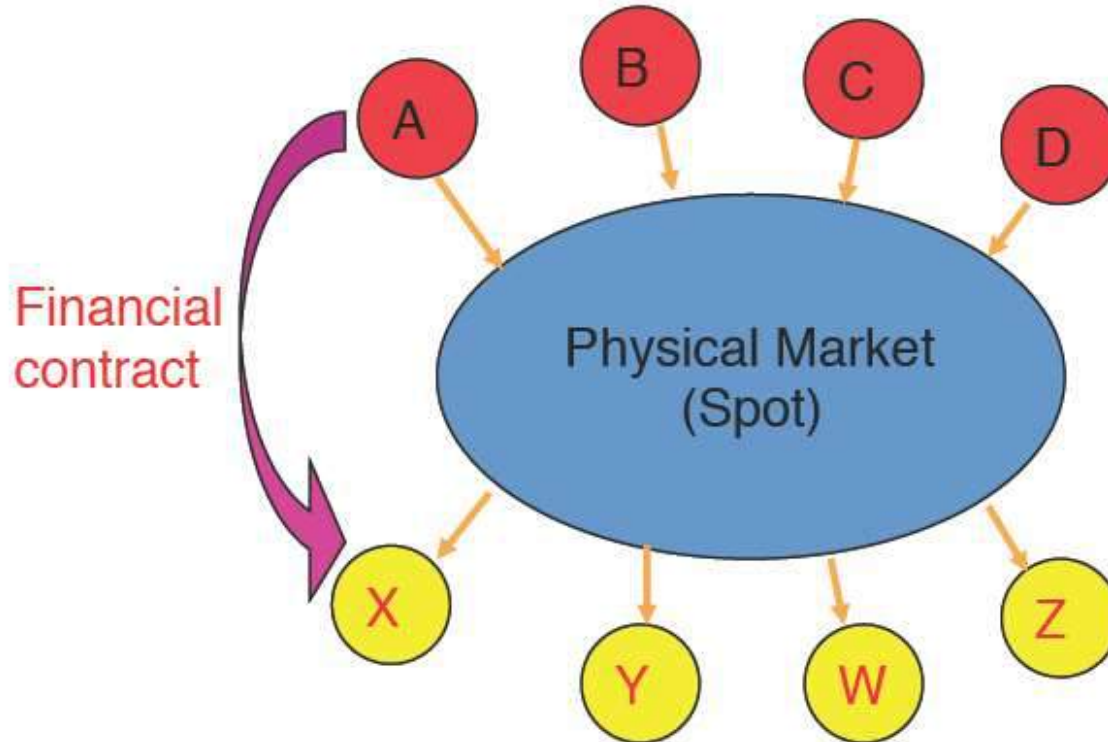 A
B
C
D
Financial
contract
Physical Market
(Spot)
X
Y
W
Z